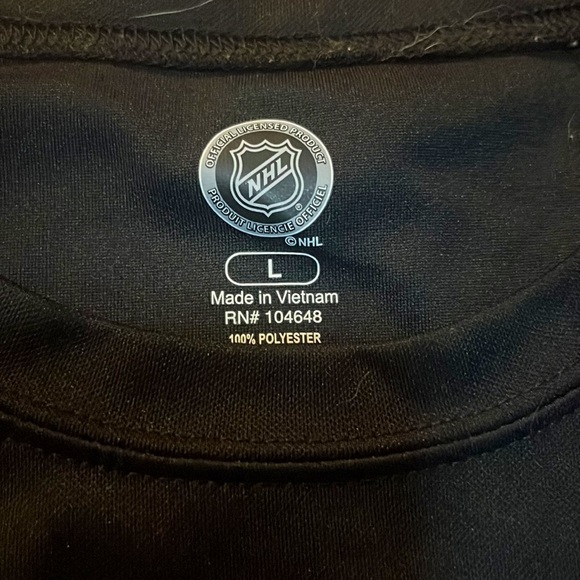 OFFICIAL LICENSED PRODUCT
NHL
®
PRODUIT LICENCIÉ OFFICIEL
© NHL
L
Made in Vietnam
RN# 104648
100% POLYESTER